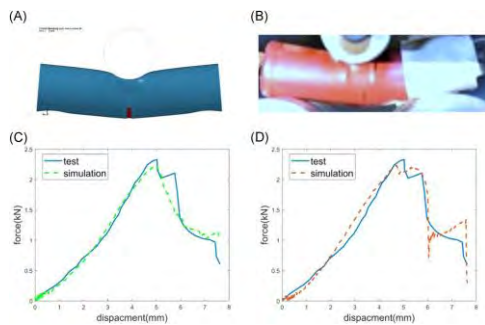 (A)
(B)
(C)
test
simulation
force(kN)
2.5
2
1.5
1
0.5
0
0 1 2 3 4 5 6 7 8
dispacment(mm)
(D)
test
simulation
force(kN)
2.5
2
1.5
1
0.5
0
0 1 2 3 4 5 6 7 8
dispacment(mm)